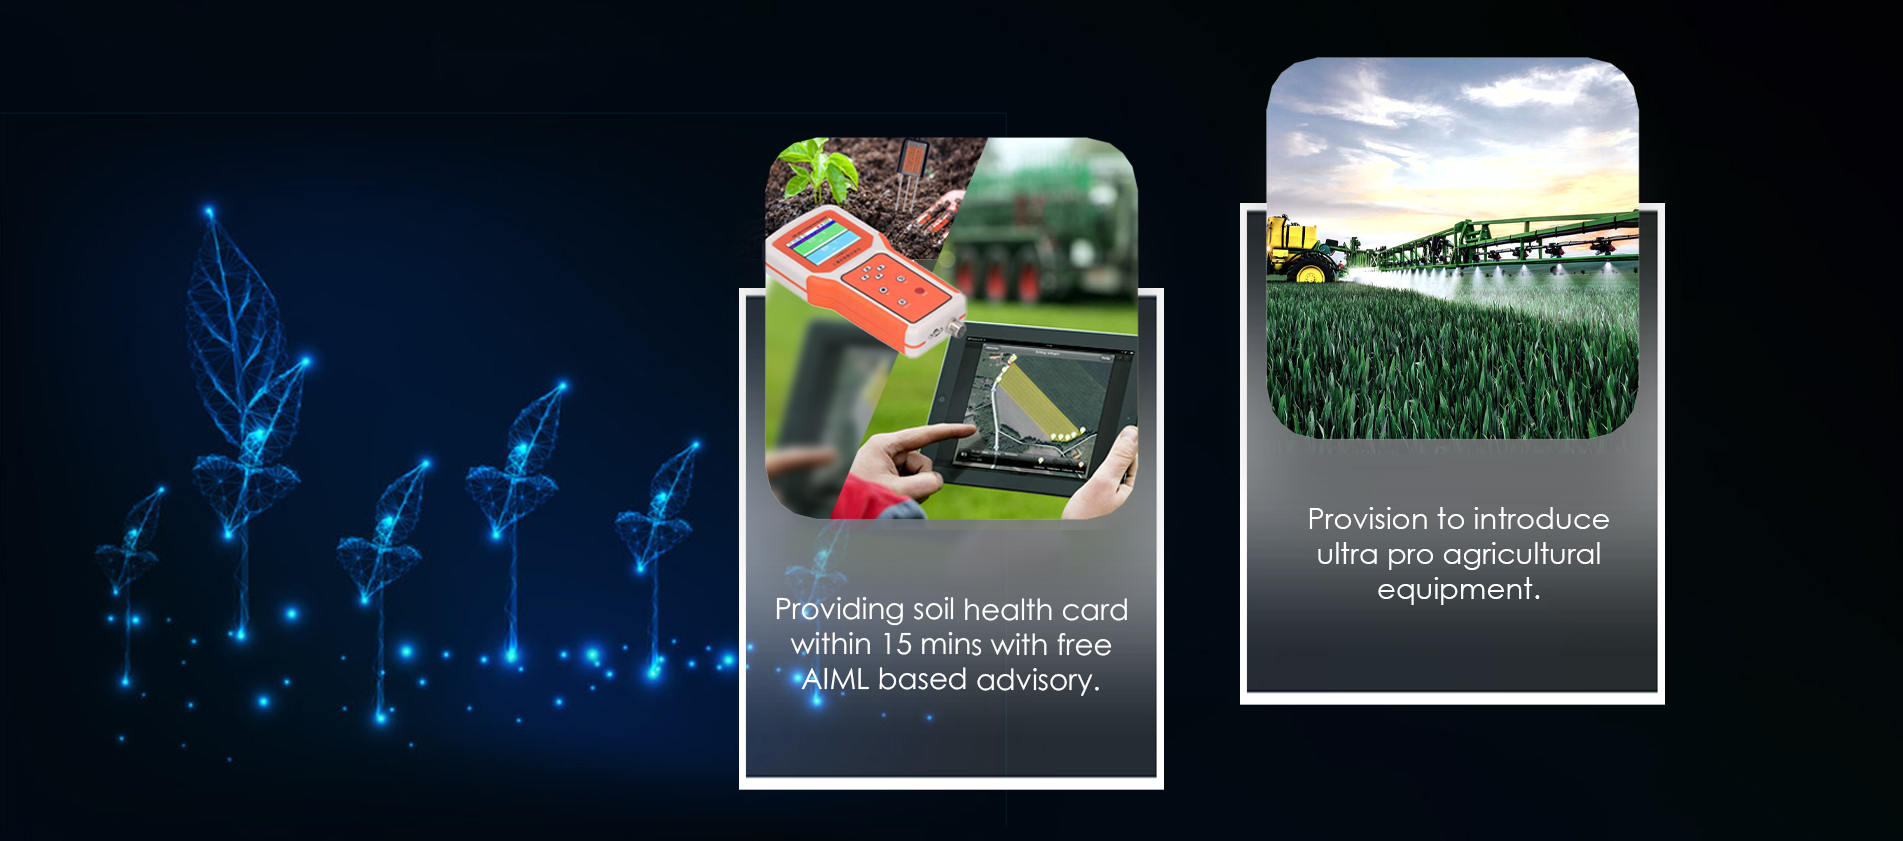 Providing soil health card
within 15 mins with free
AIML based advisory.
Provision to introduce
ultra pro agricultural
equipment.